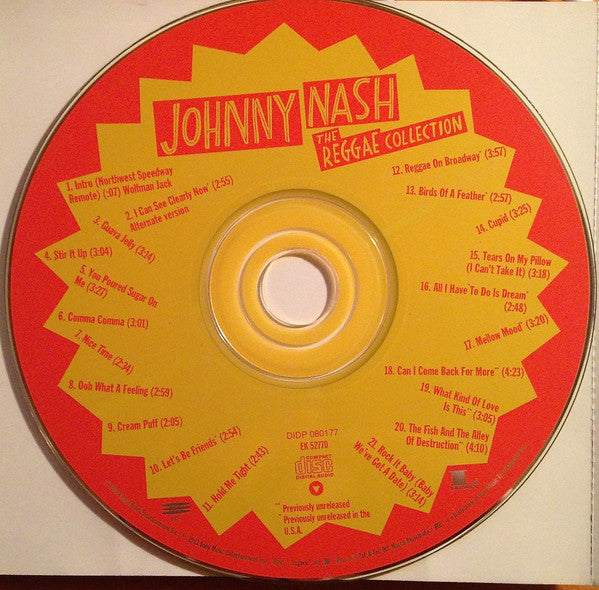 JOHNNY NASH
THE
REGGAE COLLECTION
1. Intro (Northwest Speedway
Remote) (:07) Wolfman Jack
2. I Can See Clearly Now* (2:55)
Alternate version
3. Guava Jelly (3:14)
4. Stir It Up (3:04)
5. You Poured Sugar On
Me (3:27)
6. Comma Comma (3:01)
7. Nice Time (2:34)
8. Ooh What A Feeling (2:59)
9. Cream Puff (2:05)
10. Let's Be Friends* (2:54)
11. Hold Me Tight (2:43)
12. Reggae On Broadway* (3:57)
13. Birds Of A Feather* (2:57)
14. Cupid (3:25)
15. Tears On My Pillow
(I Can't Take It) (3:18)
16. All I Have To Do Is Dream*
(2:48)
17. Mellow Mood* (3:20)
18. Can I Come Back For More** (4:23)
19. What Kind Of Love
Is This** (3:05)
20. The Fish And The Alley
Of Destruction** (4:10)
21. Rock It Baby (Baby
We've Got A Date) (3:14)
DIDP 080177
EK 52770
COMPACT
disc
DIGITAL AUDIO
** Previously unreleased
* Previously unreleased in the
U.S.A.